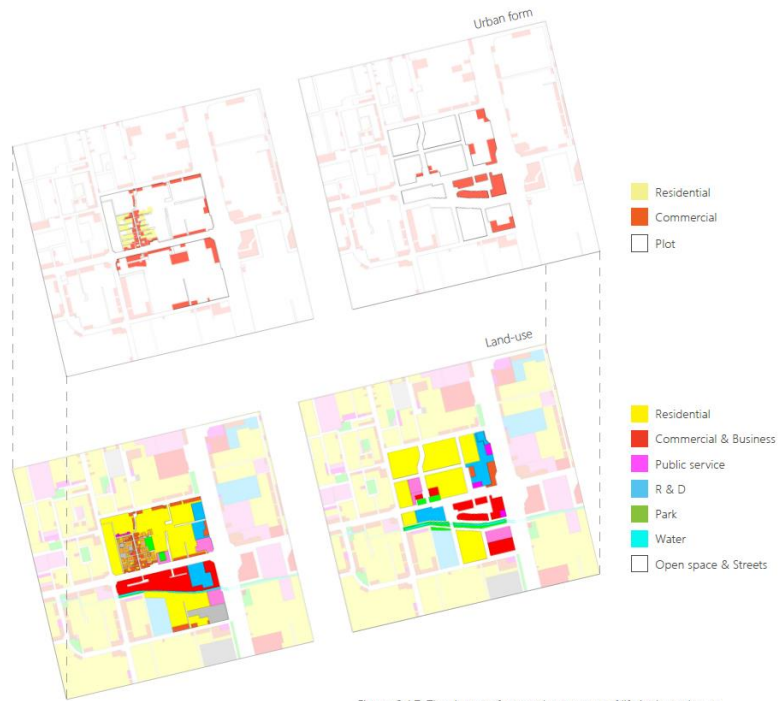 Urban form
Residential
Commercial
Plot
Land-use
Residential
Commercial & Business
Public service
R & D
Park
Water
Open space & Streets